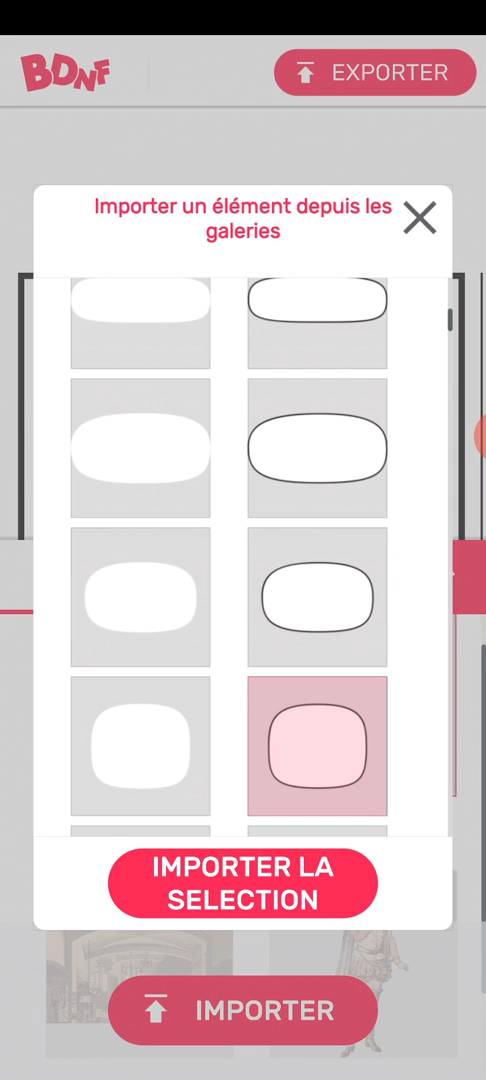 BDNF
EXPORTER
Importer un élément depuis les
galeries
IMPORTER LA
SELECTION
IMPORTER